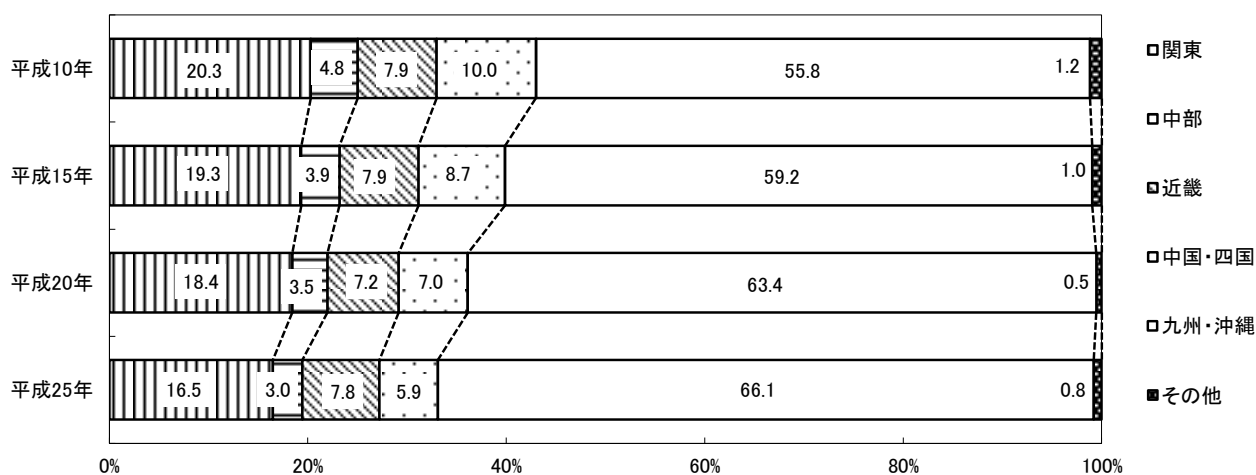 平成10年 20.3 4.8 7.9 10.0 55.8 1.2
平成15年 19.3 3.9 7.9 8.7 59.2 1.0
平成20年 18.4 3.5 7.2 7.0 63.4 0.5
平成25年 16.5 3.0 7.8 5.9 66.1 0.8
0% 20% 40% 60% 80% 100%
関東
中部
近畿
中国・四国
九州・沖縄
その他